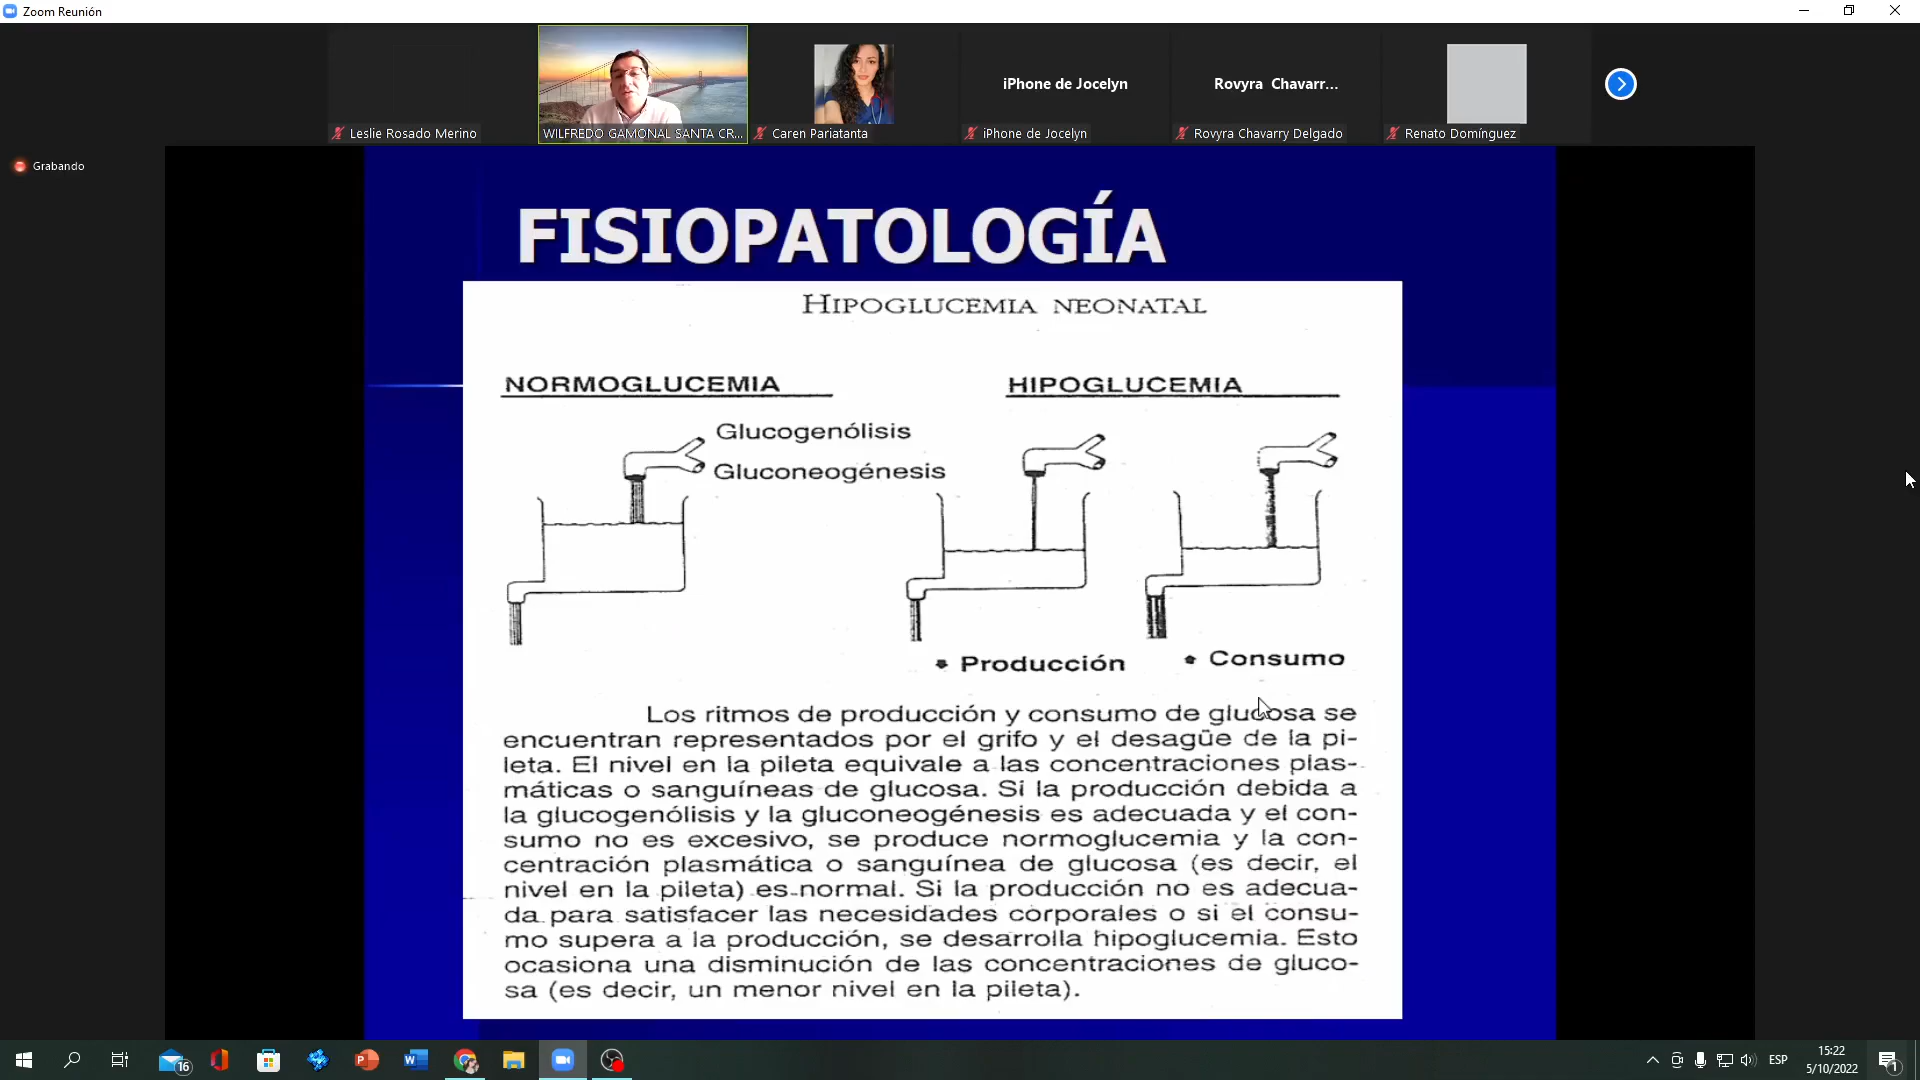 Zoom Reunión
iPhone de Jocelyn
Rovyra Chavarr...
Leslie Rosado Merino
WILFREDO GAMONAL SANTA CR...
Caren Pariatanta
iPhone de Jocelyn
Rovyra Chavarry Delgado
Renato Domínguez
Grabando
FISIOPATOLOGÍA
HIPOGLUCEMIA NEONATAL
NORMOGLUCEMIA
HIPOGLUCEMIA
Glucogenólisis
Gluconeogénesis
Producción
Consumo
Los ritmos de producción y consumo de glucosa se
encuentran representados por el grifo y el desagüe de la pi-
leta. El nivel en la pileta equivale a las concentraciones plas-
máticas o sanguíneas de glucosa. Si la producción debida a
la glucogenólisis y la gluconeogénesis es adecuada y el con-
sumo no es excesivo, se produce normoglucemia y la con-
centración plasmática o sanguínea de glucosa (es decir, el
nivel en la pileta) es normal. Si la producción no es adecua-
da para satisfacer las necesidades corporales o si el consu-
mo supera a la producción, se desarrolla hipoglucemia. Esto
ocasiona una disminución de las concentraciones de gluco-
sa (es decir, un menor nivel en la pileta).
16
ESP
15:22
5/10/2022
1